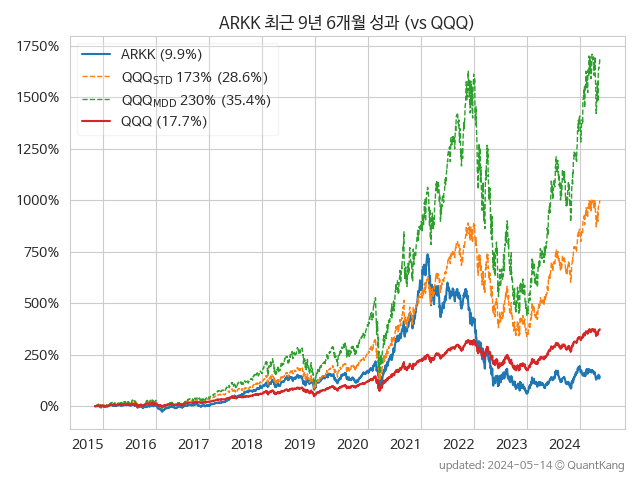 ARKK 최근 9년 6개월 성과 (vs QQQ)
1750%
1500%
1250%
1000%
750%
500%
250%
0%
ARKK (9.9%)
QQQSTD 173% (28.6%)
QQQMDD 230% (35.4%)
QQQ (17.7%)
2015 2016 2017 2018 2019 2020 2021 2022 2023 2024
updated: 2024-05-14 © QuantKang